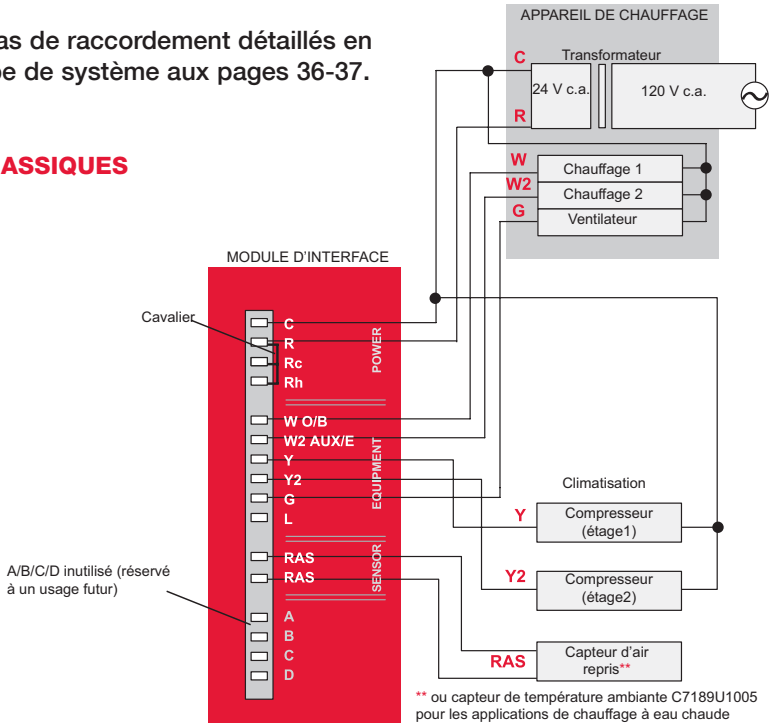 as de raccordement détaillés en
pe de système aux pages 36-37.
ASSIQUES
APPAREIL DE CHAUFFAGE
C
Transformateur
24 V c.a.
120 V c.a.
R
W
Chauffage 1
W2
Chauffage 2
G
Ventilateur
MODULE D'INTERFACE
Cavalier
C
R
Rc
Rh
POWER
W O/B
W2 AUX/E
Y
Y2
G
L
EQUIPMENT
RAS
RAS
SENSOR
A
B
C
D
A/B/C/D inutilisé (réservé
à un usage futur)
Climatisation
Y
Compresseur
(étage1)
Y2
Compresseur
(étage2)
RAS
Capteur d'air
repris**
** ou capteur de température ambiante C7189U1005
pour les applications de chauffage à eau chaude